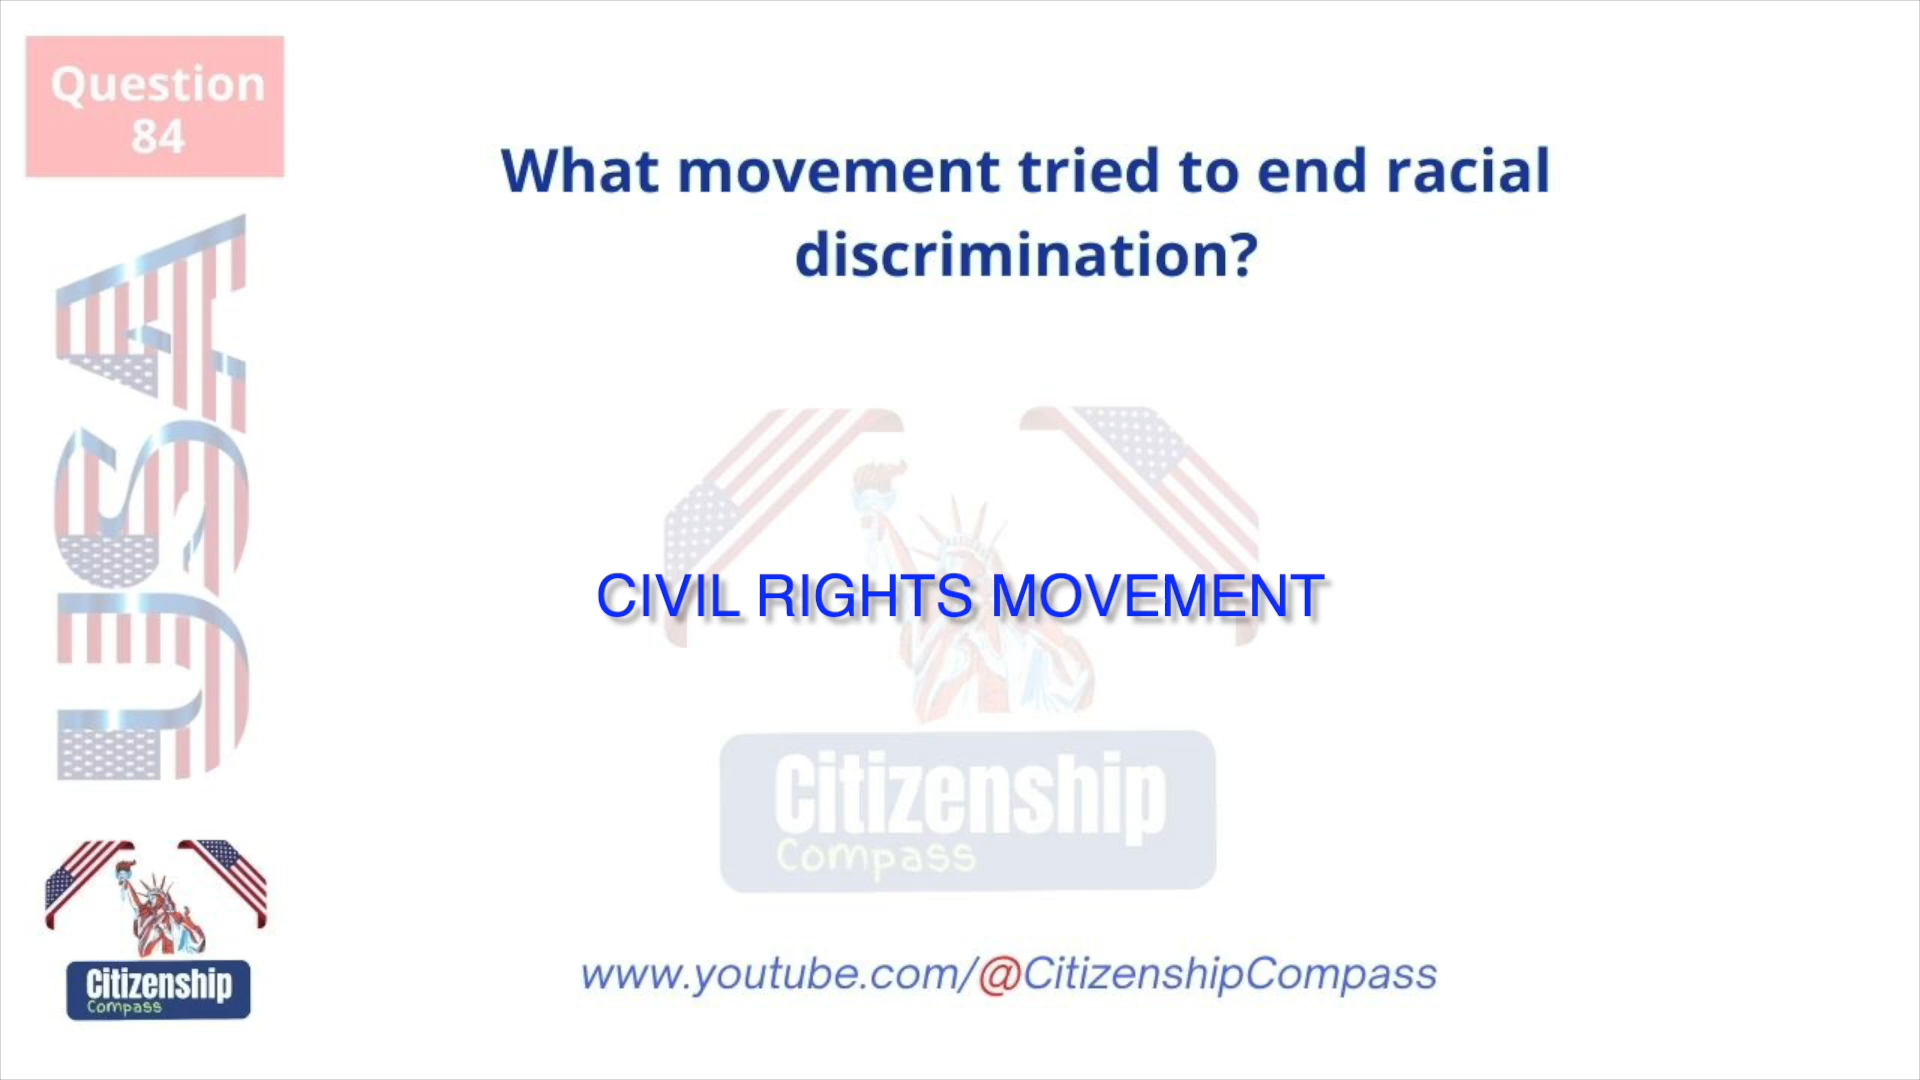 Question
84
What movement tried to end racial
discrimination?
USA
CIVIL RIGHTS MOVEMENT
Citizenship
Compass
www.youtube.com/@CitizenshipCompass
Citizenship
Compass